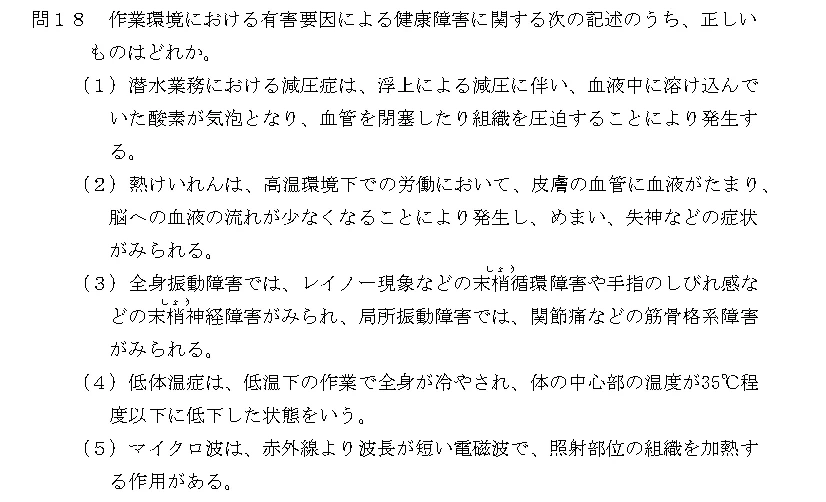 問１８　作業環境における有害要因による健康障害に関する次の記述のうち、正しい
ものはどれか。
（１）潜水業務における減圧症は、浮上による減圧に伴い、血液中に溶け込んで
いた酸素が気泡となり、血管を閉塞したり組織を圧迫することにより発生す
る。
（２）熱けいれんは、高温環境下での労働において、皮膚の血管に血液がたまり、
脳への血液の流れが少なくなることにより発生し、めまい、失神などの症状
がみられる。
しょう
（３）全身振動障害では、レイノー現象などの末梢循環障害や手指のしびれ感な
しょう
どの末梢神経障害がみられ、局所振動障害では、関節痛などの筋骨格系障害
がみられる。
（４）低体温症は、低温下の作業で全身が冷やされ、体の中心部の温度が35℃程
度以下に低下した状態をいう。
（５）マイクロ波は、赤外線より波長が短い電磁波で、照射部位の組織を加熱す
る作用がある。